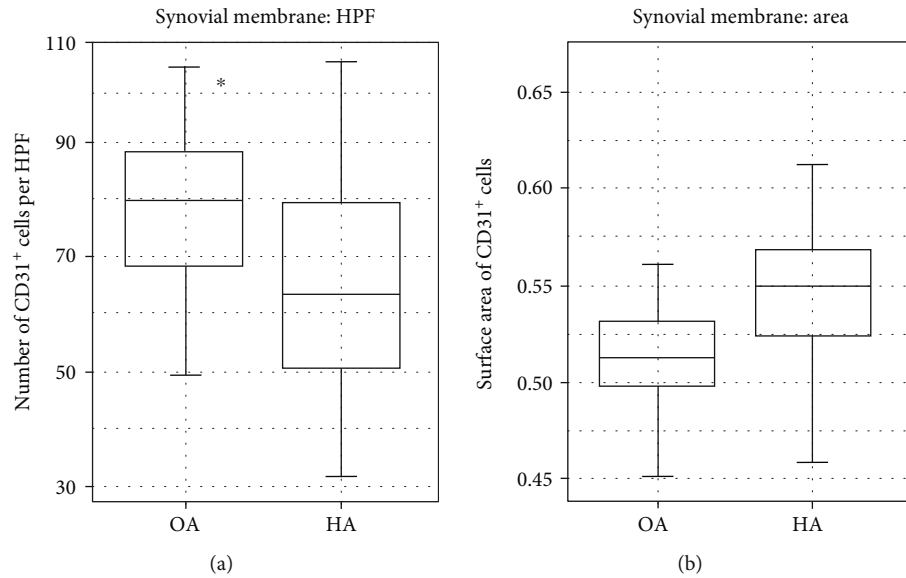 Synovial membrane: HPF
110
90
70
50
30
Number of CD31+ cells per HPF
*
OA
HA
(a)
Synovial membrane: area
0.65
0.60
0.55
0.50
0.45
Surface area of CD31+ cells
OA
HA
(b)